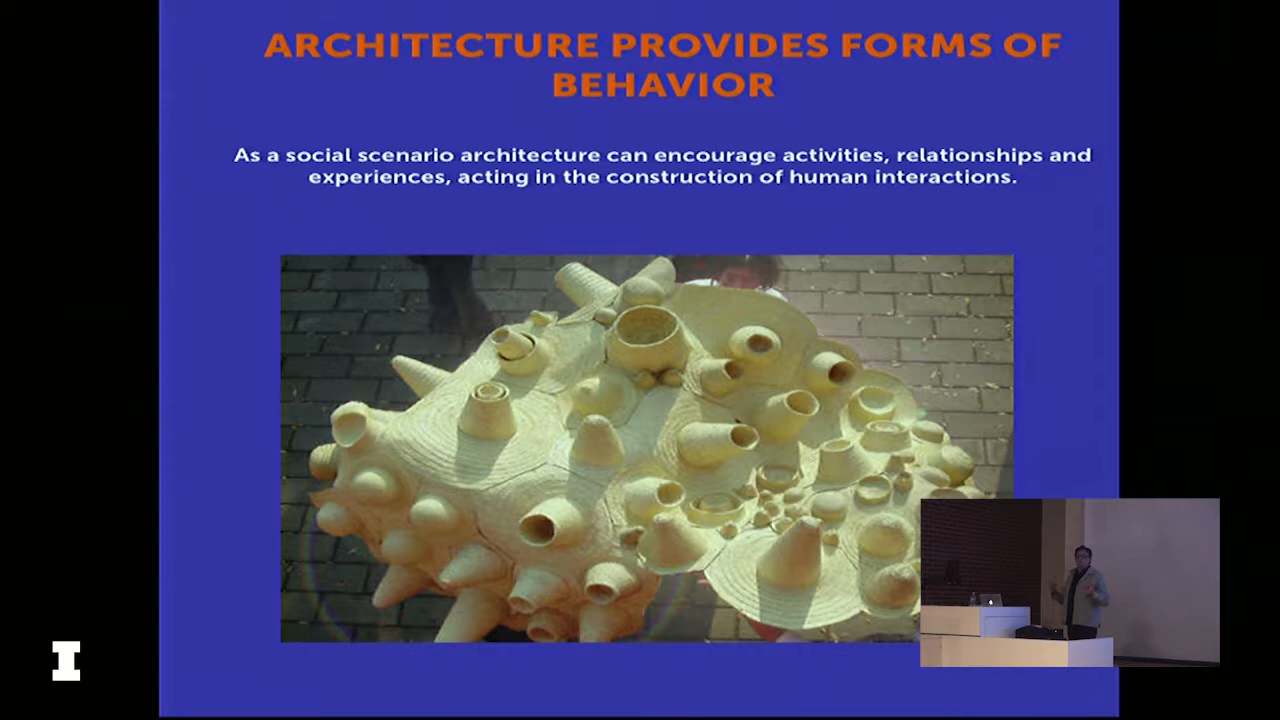 ARCHITECTURE PROVIDES FORMS OF
BEHAVIOR
As a social scenario architecture can encourage activities, relationships and
experiences, acting in the construction of human interactions.
I